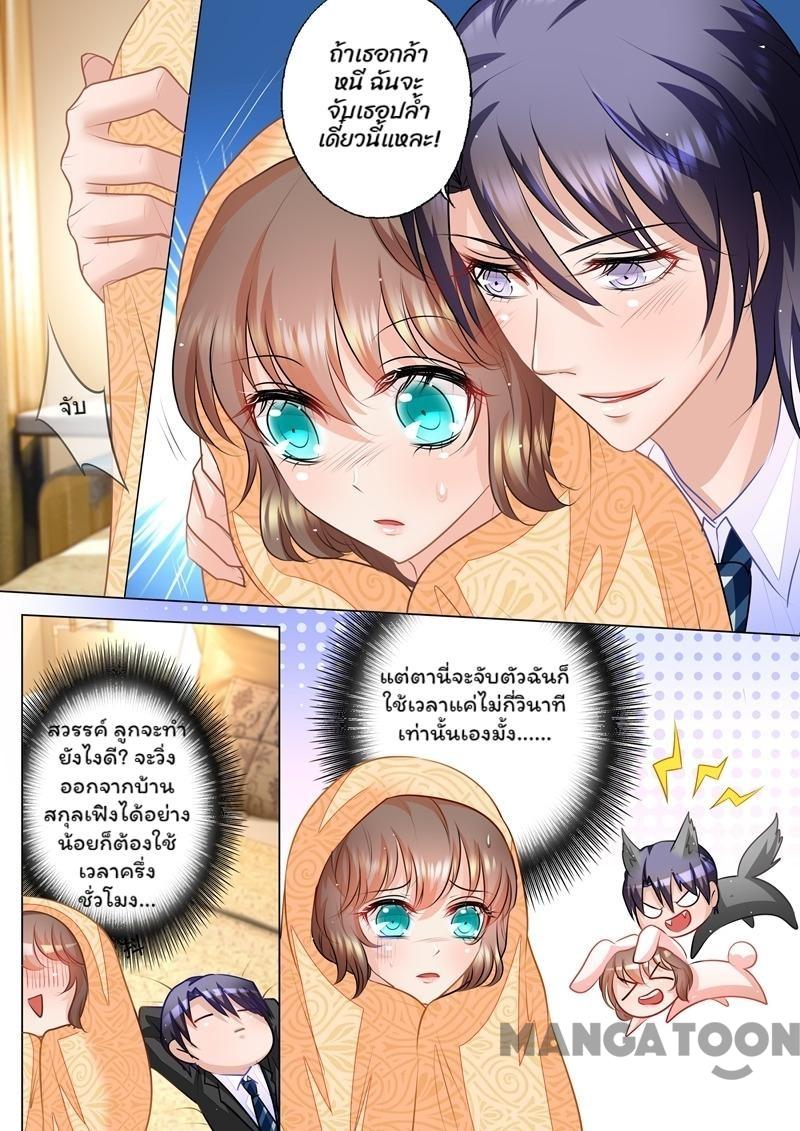 ถ้าเธอกล้า
หนี ฉันจะ
จับเธอปล้ำ
เดี๋ยวนี้แหละ!
จับ
แต่ตานี่จะจับตัวฉันก็
ใช้เวลาแค่ไม่กี่วินาที
เท่านั้นเองมั้ง......
สวรรค์ ลูกจะทำ
ยังไงดี? จะวิ่ง
ออกจากบ้าน
สกุลเฟิงได้อย่าง
น้อยก็ต้องใช้
เวลาครึ่ง
ชั่วโมง...
MANGATOON